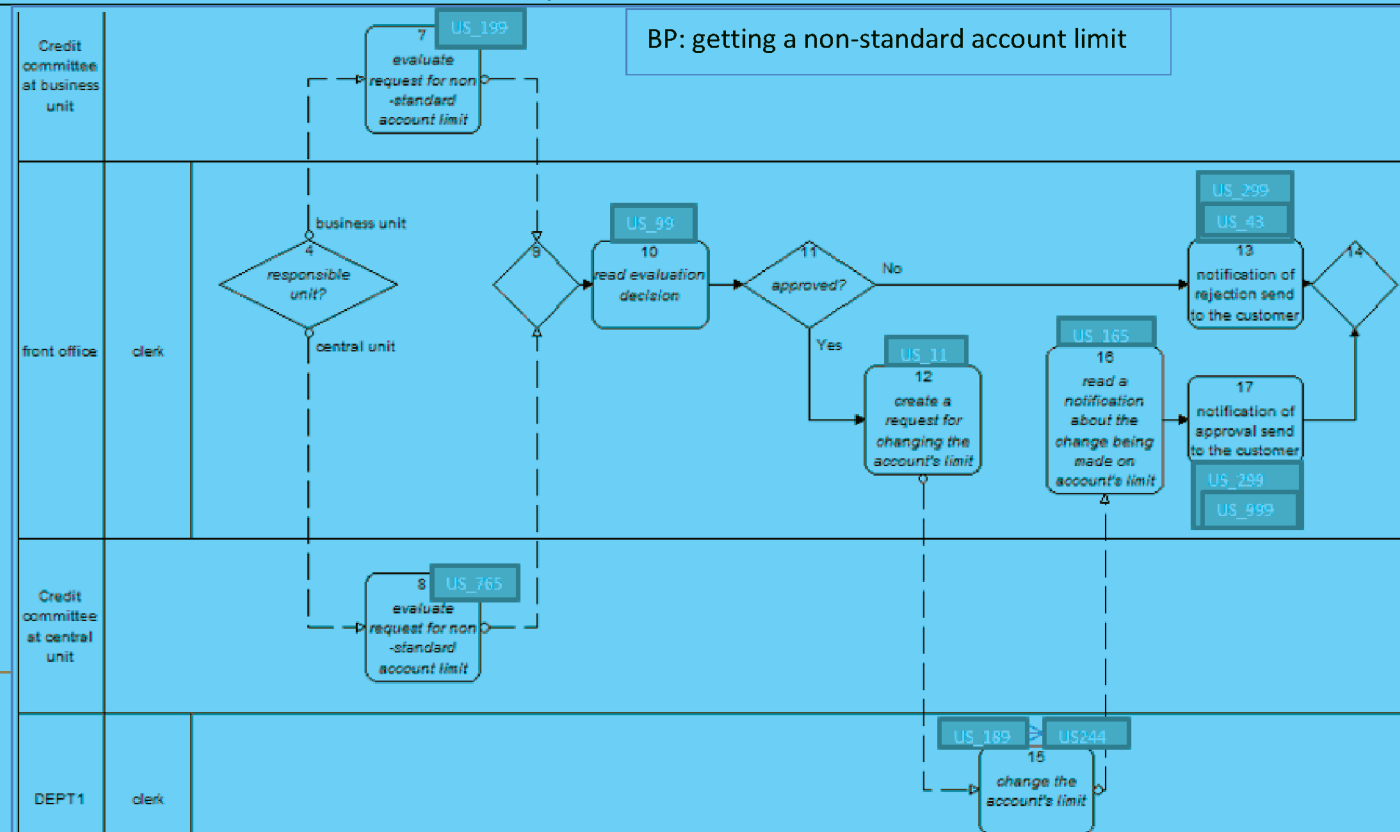 BP: getting a non-standard account limit
Credit
committee
at business
unit
US_199
7
evaluate
request for non
-standard
account limit
front office
clerk
business unit
4
responsible
unit?
central unit
9
US_99
10
read evaluation
decision
11
approved?
No
Yes
US_11
12
create a
request for
changing the
account's limit
US_299
US_43
13
notification of
rejection send
to the customer
14
US_165
16
read a
notification
about the
change being
made on
account's limit
17
notification of
approval send
to the customer
US_299
US_999
Credit
committee
at central
unit
US_765
8
evaluate
request for non
-standard
account limit
DEPT1
clerk
US_189
US244
15
change the
account's limit